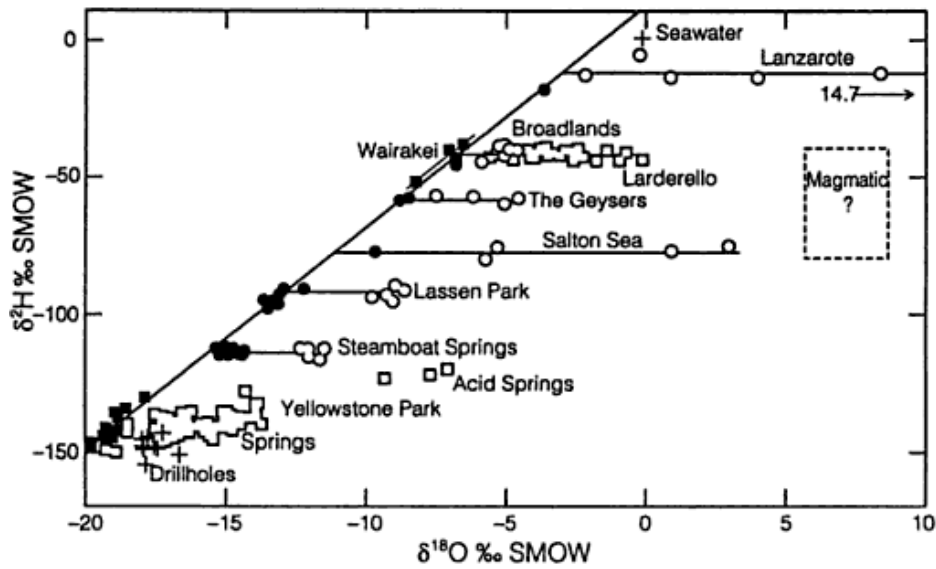 0
Seawater
Lanzarote
14.7
Broadlands
Wairakei
-50
Larderello
Magmatic
?
The Geysers
Salton Sea
Lassen Park
-100
Steamboat Springs
Acid Springs
Yellowstone Park
Springs
-150
Drillholes
δ²H ‰ SMOW
-20
-15
-10
-5
0
5
10
δ¹⁸O ‰ SMOW